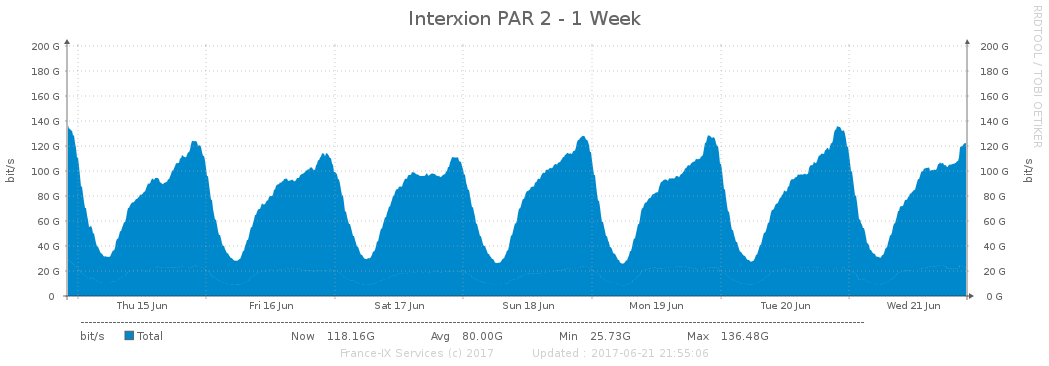 Interxion PAR 2 - 1 Week
RRDTOOL / TOBI OETIKER
200 G 200 G
180 G 180 G
160 G 160 G
140 G 140 G
120 G 120 G
100 G 100 G
80 G 80 G
60 G 60 G
40 G 40 G
20 G 20 G
0 0 G
bit/s bit/s
Thu 15 Jun Fri 16 Jun Sat 17 Jun Sun 18 Jun Mon 19 Jun Tue 20 Jun Wed 21 Jun
bit/s Total Now 118.16G Avg 80.00G Min 25.73G Max 136.48G
France-IX Services (c) 2017 Updated : 2017-06-21 21:55:06